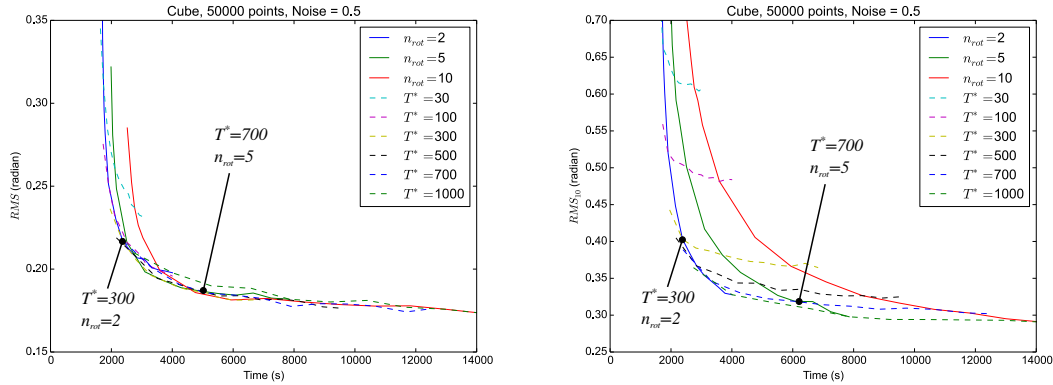 Cube, 50000 points, Noise = 0.5
0.35
0.30
0.25
0.20
0.15
RMS (radian)
0
2000
4000
6000
8000
10000
12000
14000
Time (s)
n_rot = 2
n_rot = 5
n_rot = 10
T* = 30
T* = 100
T* = 300
T* = 500
T* = 700
T* = 1000
T*=700
n_rot=5
T*=300
n_rot=2
Cube, 50000 points, Noise = 0.5
0.70
0.65
0.60
0.55
0.50
0.45
0.40
0.35
0.30
0.25
RMS_10 (radian)
0
2000
4000
6000
8000
10000
12000
14000
Time (s)
n_rot = 2
n_rot = 5
n_rot = 10
T* = 30
T* = 100
T* = 300
T* = 500
T* = 700
T* = 1000
T*=700
n_rot=5
T*=300
n_rot=2